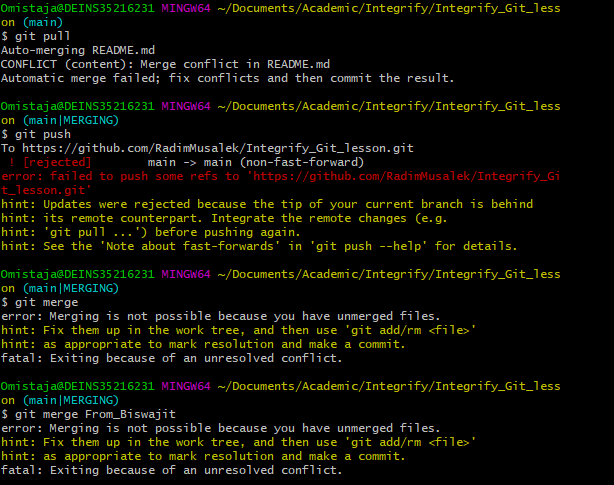 Omistaja@DEINS35216231 MINGW64 ~/Documents/Academic/Integrify/Integrify_Git_less
on (main)
$ git pull
Auto-merging README.md
CONFLICT (content): Merge conflict in README.md
Automatic merge failed; fix conflicts and then commit the result.
Omistaja@DEINS35216231 MINGW64 ~/Documents/Academic/Integrify/Integrify_Git_less
on (main|MERGING)
$ git push
To https://github.com/RadimMusalek/Integrify_Git_lesson.git
! [rejected] main -> main (non-fast-forward)
error: failed to push some refs to 'https://github.com/RadimMusalek/Integrify_Gi
t_lesson.git'
hint: Updates were rejected because the tip of your current branch is behind
hint: its remote counterpart. Integrate the remote changes (e.g.
hint: 'git pull ...') before pushing again.
hint: See the 'Note about fast-forwards' in 'git push --help' for details.
Omistaja@DEINS35216231 MINGW64 ~/Documents/Academic/Integrify/Integrify_Git_less
on (main|MERGING)
$ git merge
error: Merging is not possible because you have unmerged files.
hint: Fix them up in the work tree, and then use 'git add/rm <file>'
hint: as appropriate to mark resolution and make a commit.
fatal: Exiting because of an unresolved conflict.
Omistaja@DEINS35216231 MINGW64 ~/Documents/Academic/Integrify/Integrify_Git_less
on (main|MERGING)
$ git merge From_Biswajit
error: Merging is not possible because you have unmerged files.
hint: Fix them up in the work tree, and then use 'git add/rm <file>'
hint: as appropriate to mark resolution and make a commit.
fatal: Exiting because of an unresolved conflict.